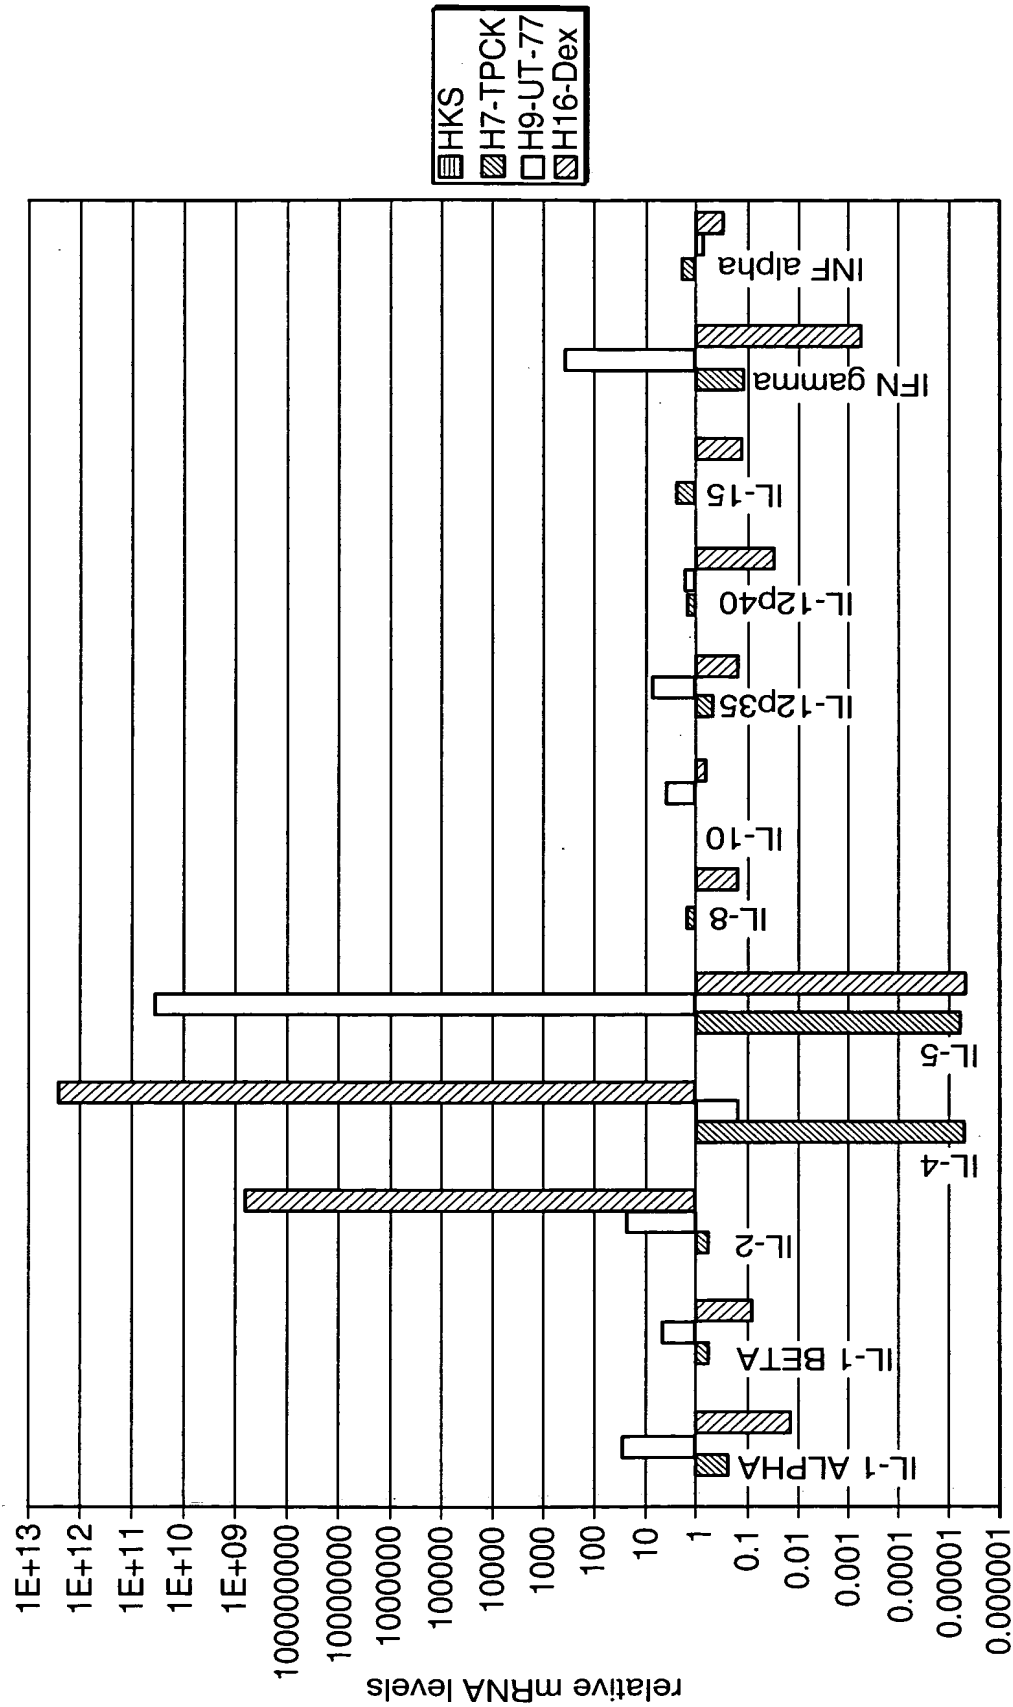 relative mRNA levels
1E+13
1E+12
1E+11
1E+10
1E+09
100000000
10000000
1000000
100000
10000
1000
100
10
1
0.1
0.01
0.001
0.0001
0.00001
0.000001
IL-1 ALPHA
IL-1 BETA
IL-2
IL-4
IL-5
IL-8
IL-10
IL-12p35
IL-12p40
IL-15
IFN gamma
INF alpha
HKS
H7-TPCK
H9-UT-77
H16-Dex